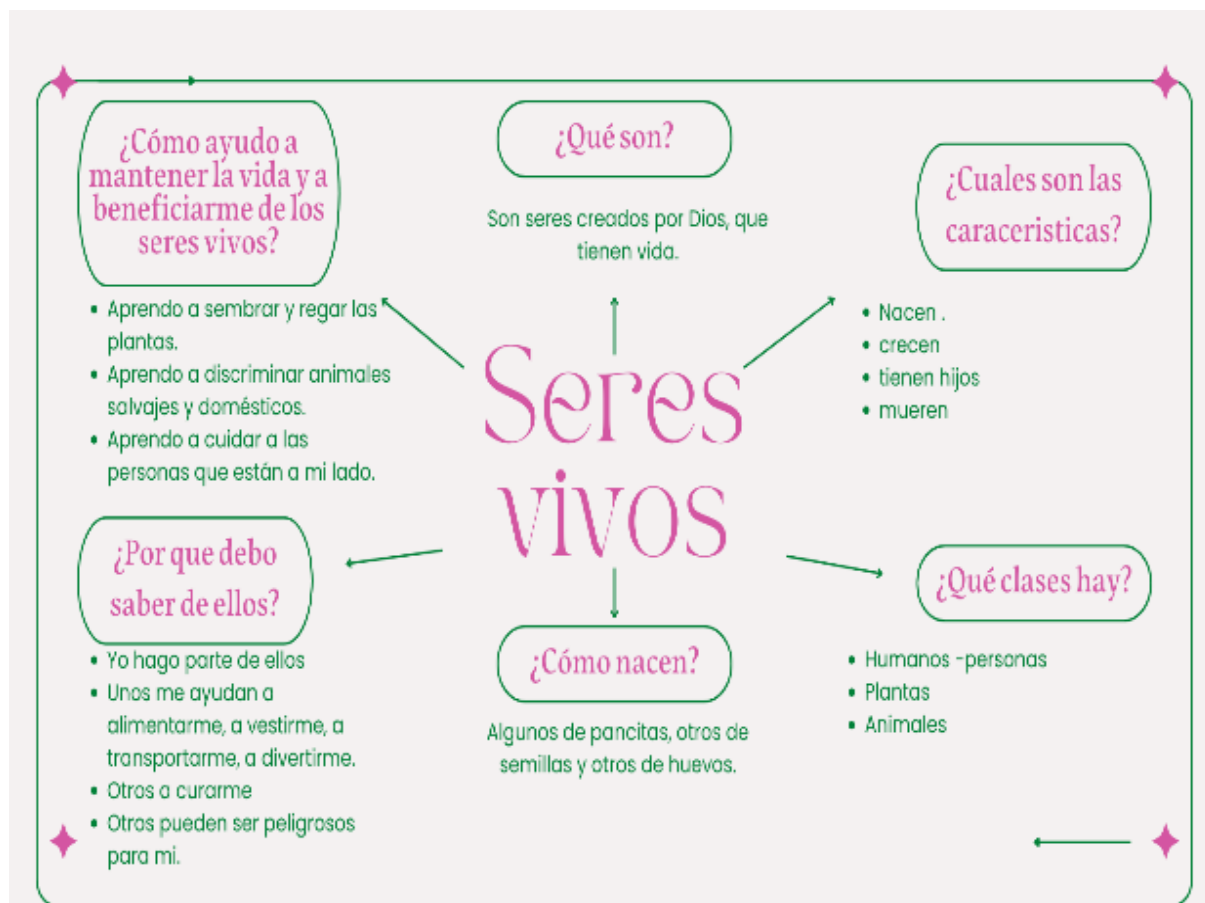 ¿Cómo ayudo a
mantener la vida y a
beneficiarme de los
seres vivos?
• Aprendo a sembrar y regar las
plantas.
• Aprendo a discriminar animales
salvajes y domésticos.
• Aprendo a cuidar a las
personas que están a mi lado.
¿Qué son?
Son seres creados por Dios, que
tienen vida.
¿Cuales son las
caraceristicas?
• Nacen .
• crecen
• tienen hijos
• mueren
Seres
vivos
¿Por que debo
saber de ellos?
• Yo hago parte de ellos
• Unos me ayudan a
alimentarme, a vestirme, a
transportarme, a divertirme.
• Otros a curarme
• Otros pueden ser peligrosos
para mi.
¿Cómo nacen?
Algunos de pancitas, otros de
semillas y otros de huevos.
¿Qué clases hay?
• Humanos -personas
• Plantas
• Animales